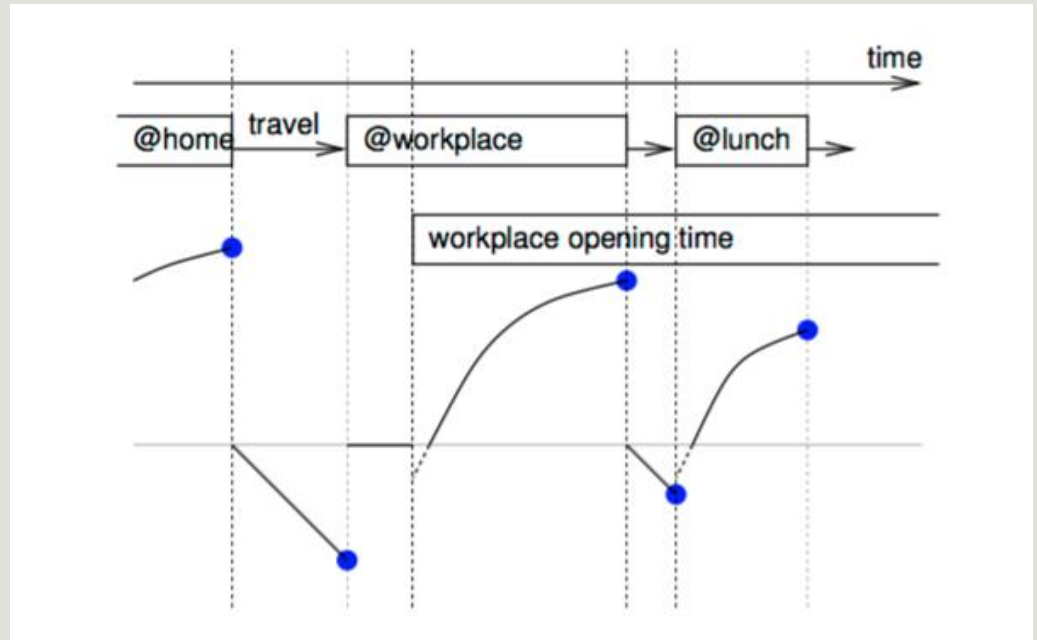 time
travel
@home
@workplace
@lunch
workplace opening time